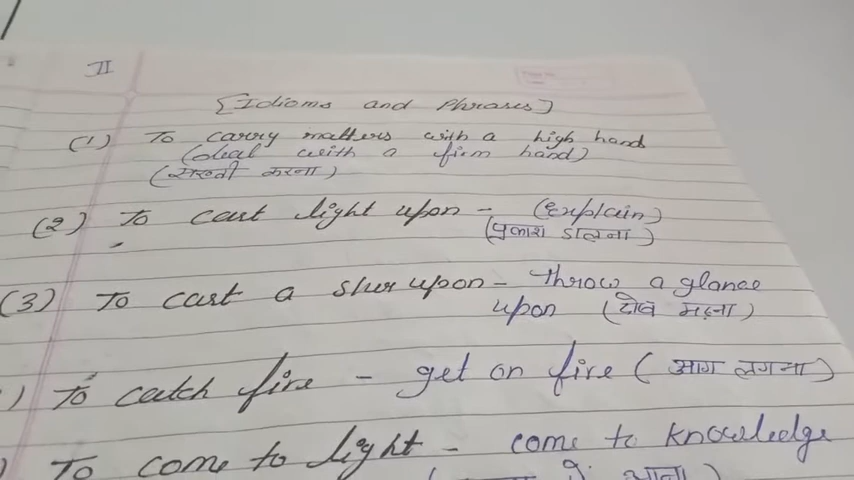 II
{Idioms and Phrases}
(1) To carry matters with a high hand
(deal with a firm hand)
(सख्ती करना)
(2) To cast light upon - (explain)
(प्रकाश डालना)
(3) To cast a slur upon - throw a glance
upon (दोष मढ़ना)
) To catch fire - get on fire (आग लगना)
) To come to light - come to knowledge
में आना)